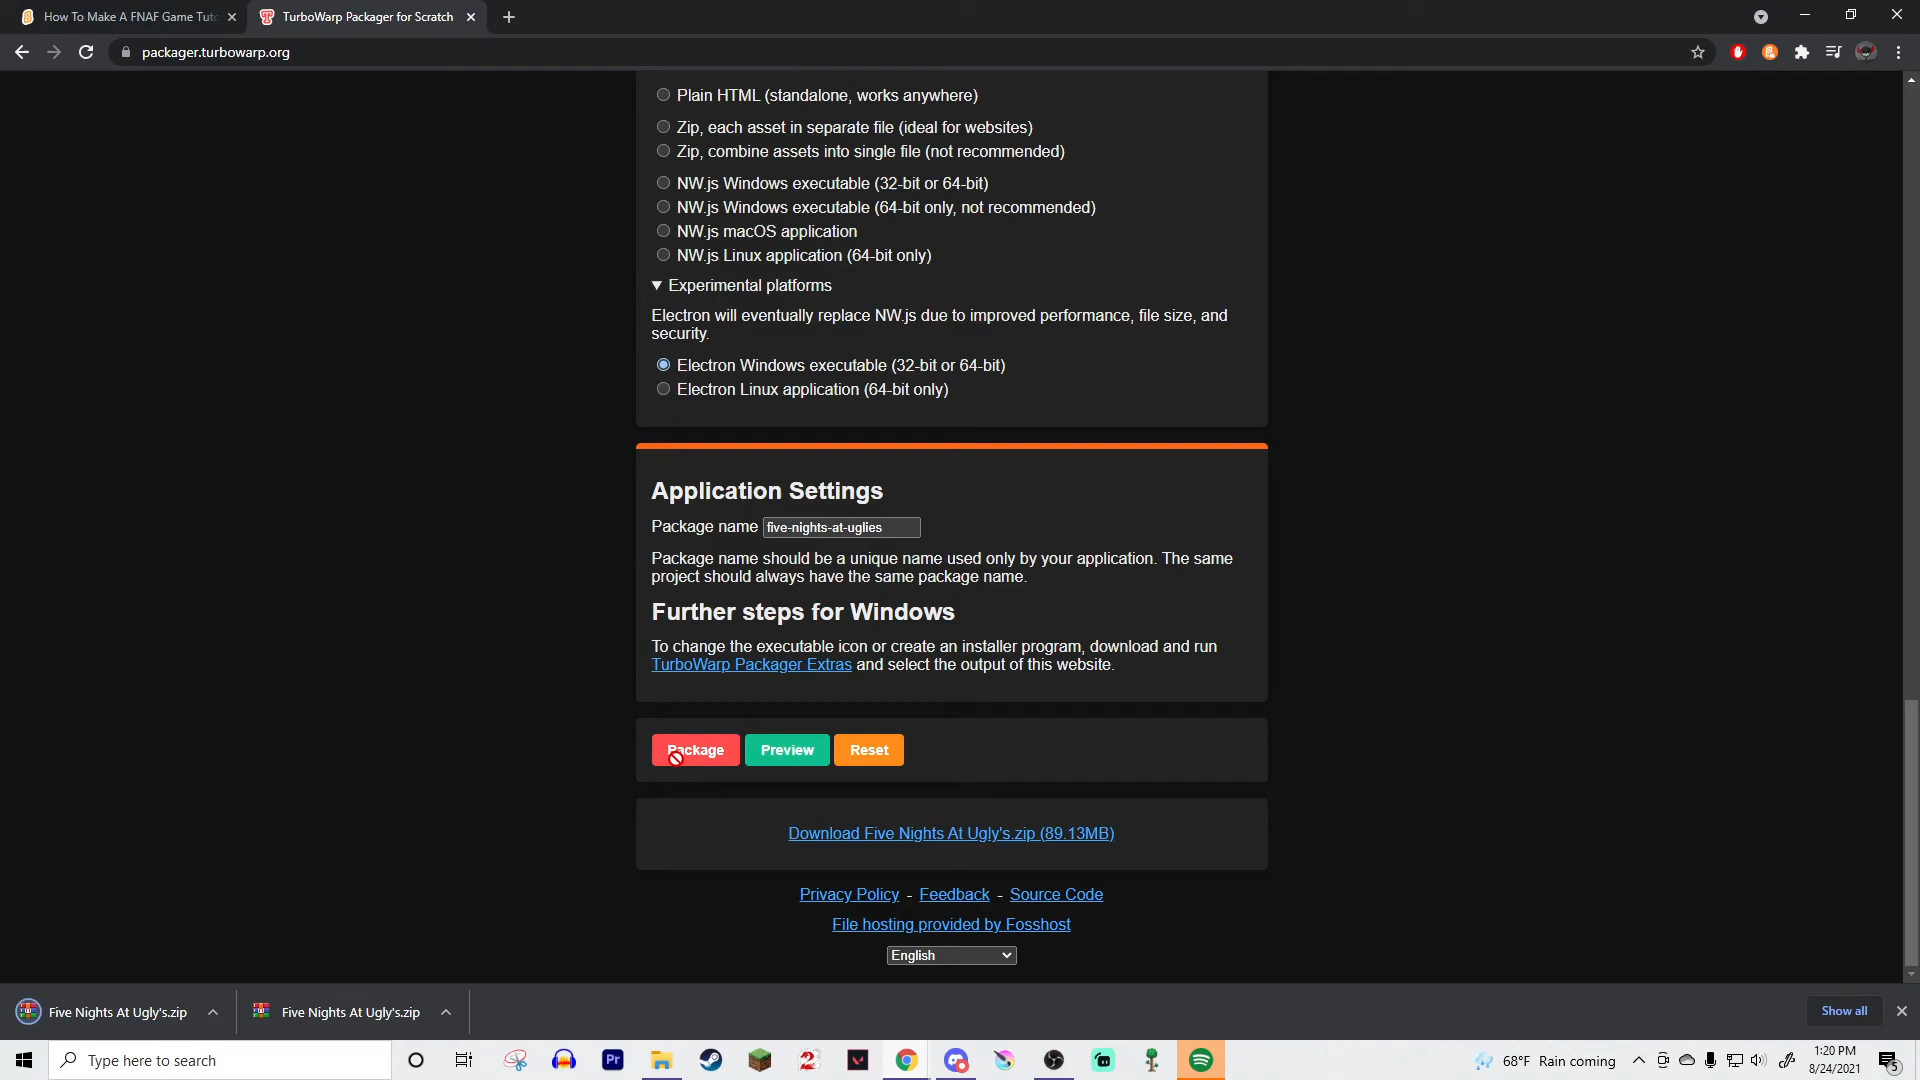 How To Make A FNAF Game Tuto
TurboWarp Packager for Scratch
packager.turbowarp.org
Plain HTML (standalone, works anywhere)
Zip, each asset in separate file (ideal for websites)
Zip, combine assets into single file (not recommended)
NW.js Windows executable (32-bit or 64-bit)
NW.js Windows executable (64-bit only, not recommended)
NW.js macOS application
NW.js Linux application (64-bit only)
Experimental platforms
Electron will eventually replace NW.js due to improved performance, file size, and
security.
Electron Windows executable (32-bit or 64-bit)
Electron Linux application (64-bit only)
Application Settings
Package name five-nights-at-uglies
Package name should be a unique name used only by your application. The same
project should always have the same package name.
Further steps for Windows
To change the executable icon or create an installer program, download and run
TurboWarp Packager Extras and select the output of this website.
Package Preview Reset
Download Five Nights At Ugly's.zip (89.13MB)
Privacy Policy - Feedback - Source Code
File hosting provided by Fosshost
English
Five Nights At Ugly's.zip
Five Nights At Ugly's.zip
Show all
Type here to search
Pr
2
68°F Rain coming
1:20 PM
8/24/2021
5